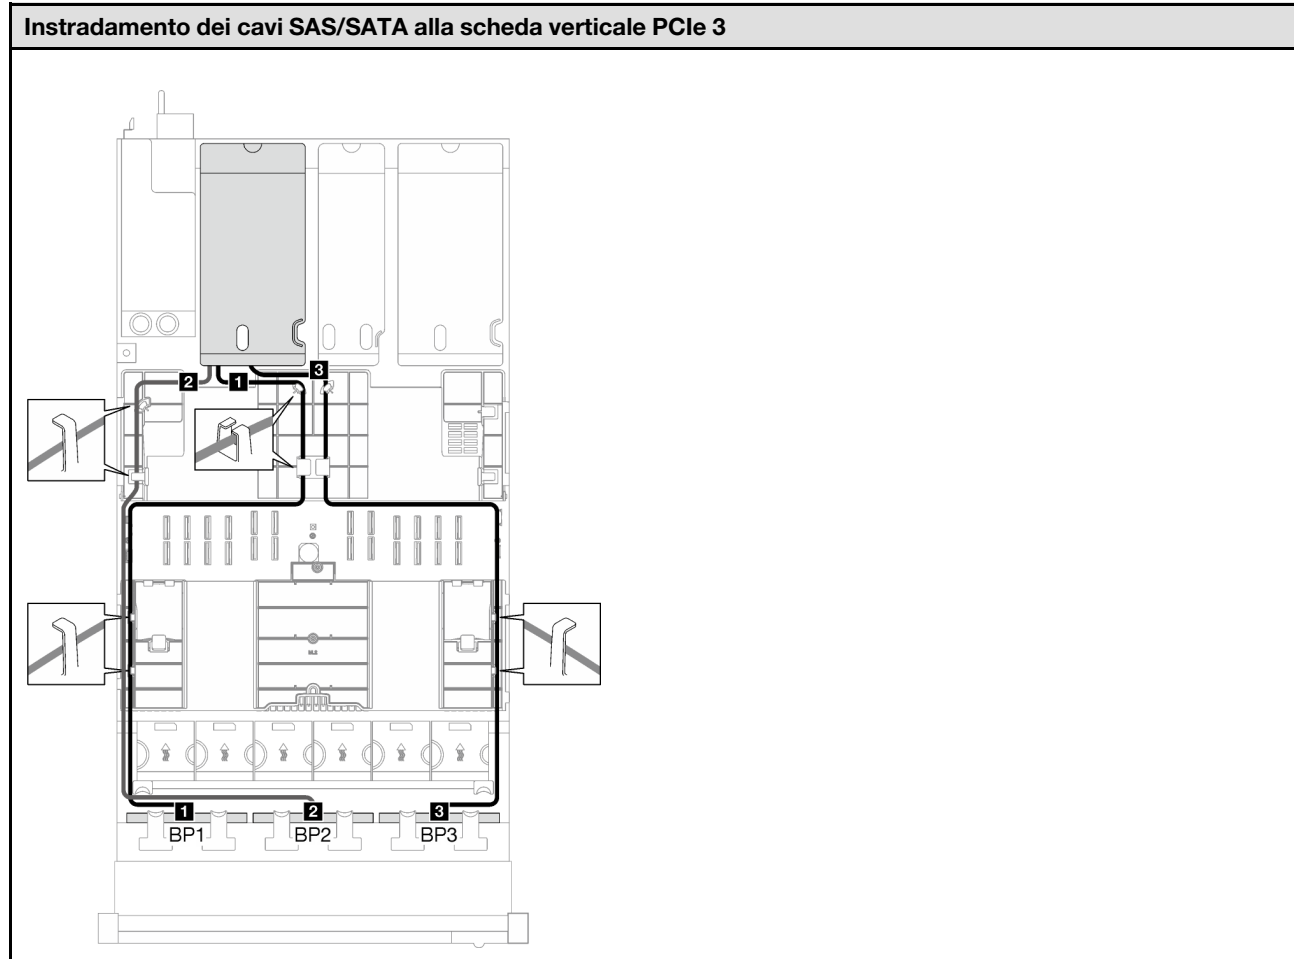 Instradamento dei cavi SAS/SATA alla scheda verticale PCIe 3
3
2 1
1 2 3
BP1 BP2 BP3